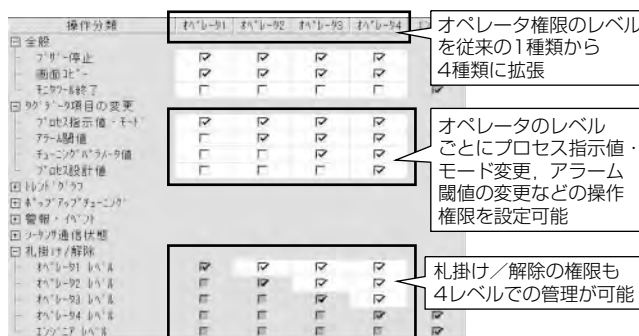 操作分類 ｵﾍﾟﾚｰﾀ1 ｵﾍﾟﾚｰﾀ2 ｵﾍﾟﾚｰﾀ3 ｵﾍﾟﾚｰﾀ4
全般
ﾌﾞｻﾞｰ停止
画面ｺﾋﾟｰ
ﾓﾆﾀﾂｰﾙ終了
ﾀｸﾞﾃﾞｰﾀ項目の変更
ﾌﾟﾛｾｽ指示値・ﾓｰﾄﾞ
ｱﾗｰﾑ閾値
ﾁｭｰﾆﾝｸﾞﾊﾟﾗﾒｰﾀ値
ﾌﾟﾛｾｽ設計値
ﾄﾚﾝﾄﾞｸﾞﾗﾌ
ﾎﾟｯﾌﾟｱｯﾌﾟﾁｭｰﾆﾝｸﾞ
警報・ｲﾍﾞﾝﾄ
ｼｰｹﾝｻ通信状態
札掛け/解除
ｵﾍﾟﾚｰﾀ1 ﾚﾍﾞﾙ
ｵﾍﾟﾚｰﾀ2 ﾚﾍﾞﾙ
ｵﾍﾟﾚｰﾀ3 ﾚﾍﾞﾙ
ｵﾍﾟﾚｰﾀ4 ﾚﾍﾞﾙ
ｴﾝｼﾞﾆｱ ﾚﾍﾞﾙ
オペレータ権限のレベル
を従来の1種類から
4種類に拡張
オペレータのレベル
ごとにプロセス指示値・
モード変更，アラーム
閾値の変更などの操作
権限を設定可能
札掛け／解除の権限も
4レベルでの管理が可能